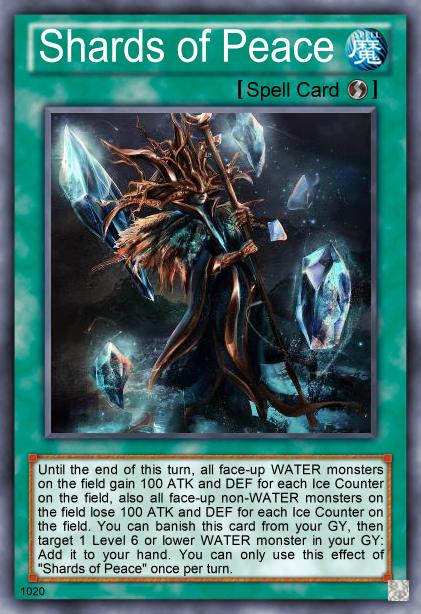 Shards of Peace
SPELL
魔
[Spell Card]
Until the end of this turn, all face-up WATER monsters
on the field gain 100 ATK and DEF for each Ice Counter
on the field, also all face-up non-WATER monsters on
the field lose 100 ATK and DEF for each Ice Counter on
the field. You can banish this card from your GY, then
target 1 Level 6 or lower WATER monster in your GY:
Add it to your hand. You can only use this effect of
"Shards of Peace" once per turn.
1020